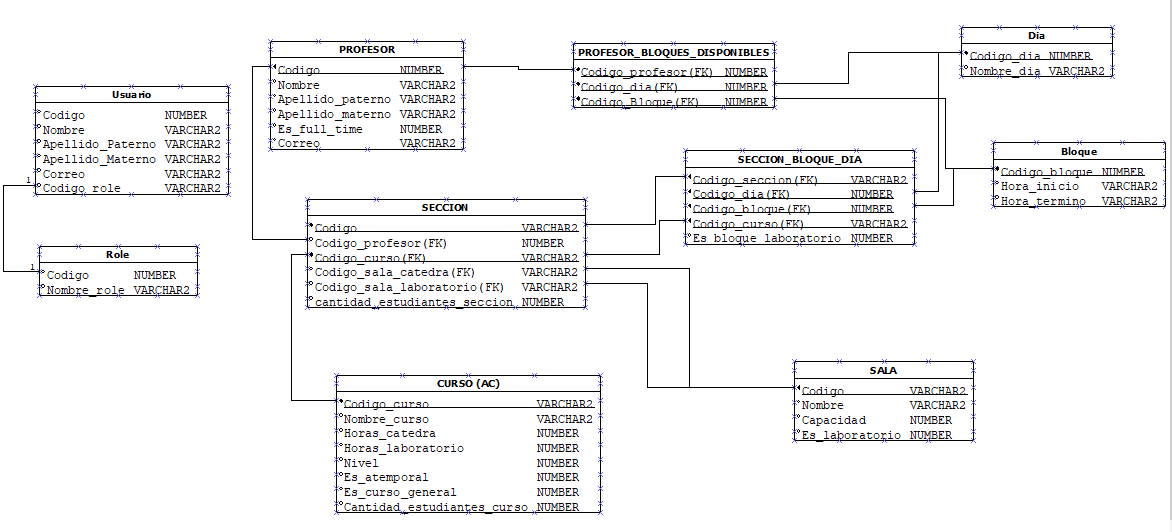 Usuario
Codigo NUMBER
Nombre VARCHAR2
Apellido_Paterno VARCHAR2
Apellido_Materno VARCHAR2
Correo VARCHAR2
Codigo_role VARCHAR2
1
1
Role
Codigo NUMBER
Nombre_role VARCHAR2
PROFESOR
Codigo NUMBER
Nombre VARCHAR2
Apellido_paterno VARCHAR2
Apellido_materno VARCHAR2
Es_full_time NUMBER
Correo VARCHAR2
PROFESOR_BLOQUES_DISPONIBLES
Codigo_profesor(FK) NUMBER
Codigo_dia(FK) NUMBER
Codigo_Bloque(FK) NUMBER
Dia
Codigo_dia NUMBER
Nombre_dia VARCHAR2
Bloque
Codigo_bloque NUMBER
Hora_inicio VARCHAR2
Hora_termino VARCHAR2
SECCION_BLOQUE_DIA
Codigo_seccion(FK) VARCHAR2
Codigo_dia(FK) NUMBER
Codigo_bloque(FK) NUMBER
Codigo_curso(FK) VARCHAR2
Es_bloque_laboratorio NUMBER
SECCION
Codigo VARCHAR2
Codigo_profesor(FK) NUMBER
Codigo_curso(FK) VARCHAR2
Codigo_sala_catedra(FK) VARCHAR2
Codigo_sala_laboratorio(FK) VARCHAR2
cantidad_estudiantes_seccion NUMBER
CURSO (AC)
Codigo_curso VARCHAR2
Nombre_curso VARCHAR2
Horas_catedra NUMBER
Horas_laboratorio NUMBER
Nivel NUMBER
Es_atemporal NUMBER
Es_curso_general NUMBER
Cantidad_estudiantes_curso NUMBER
SALA
Codigo VARCHAR2
Nombre VARCHAR2
Capacidad NUMBER
Es_laboratorio NUMBER